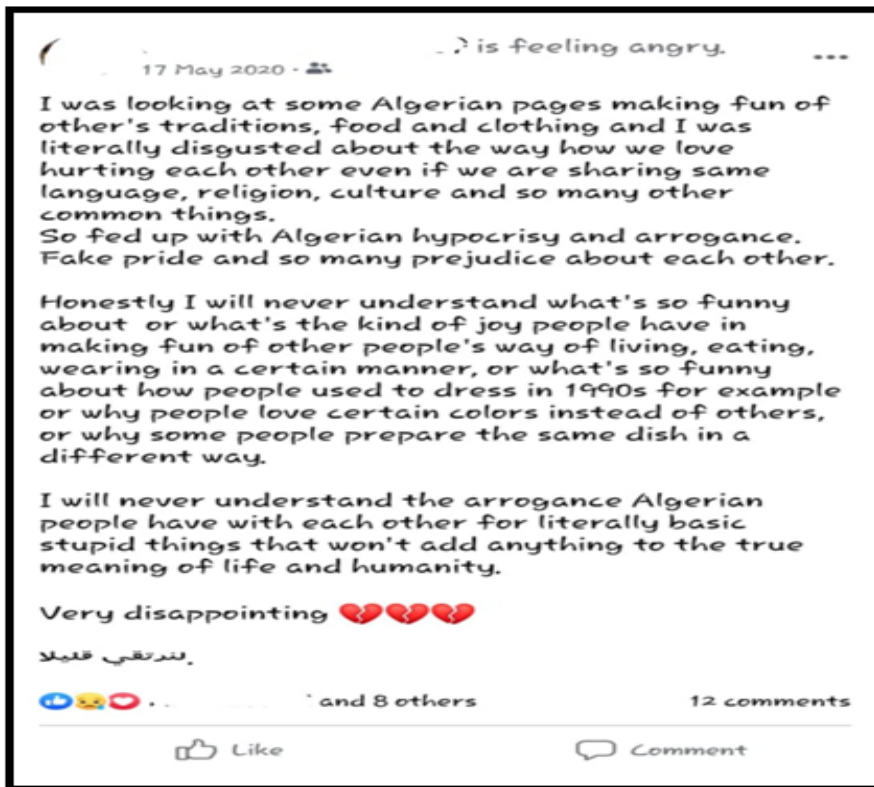 is feeling angry.
17 May 2020
I was looking at some Algerian pages making fun of
other's traditions, food and clothing and I was
literally disgusted about the way how we love
hurting each other even if we are sharing same
language, religion, culture and so many other
common things.
So fed up with Algerian hypocrisy and arrogance.
Fake pride and so many prejudice about each other.
Honestly I will never understand what's so funny
about or what's the kind of joy people have in
making fun of other people's way of living, eating,
wearing in a certain manner, or what's so funny
about how people used to dress in 1990s for example
or why people love certain colors instead of others,
or why some people prepare the same dish in a
different way.
I will never understand the arrogance Algerian
people have with each other for literally basic
stupid things that won't add anything to the true
meaning of life and humanity.
Very disappointing 💔💔💔
لنرتقي قليلا.
and 8 others 12 comments
Like Comment